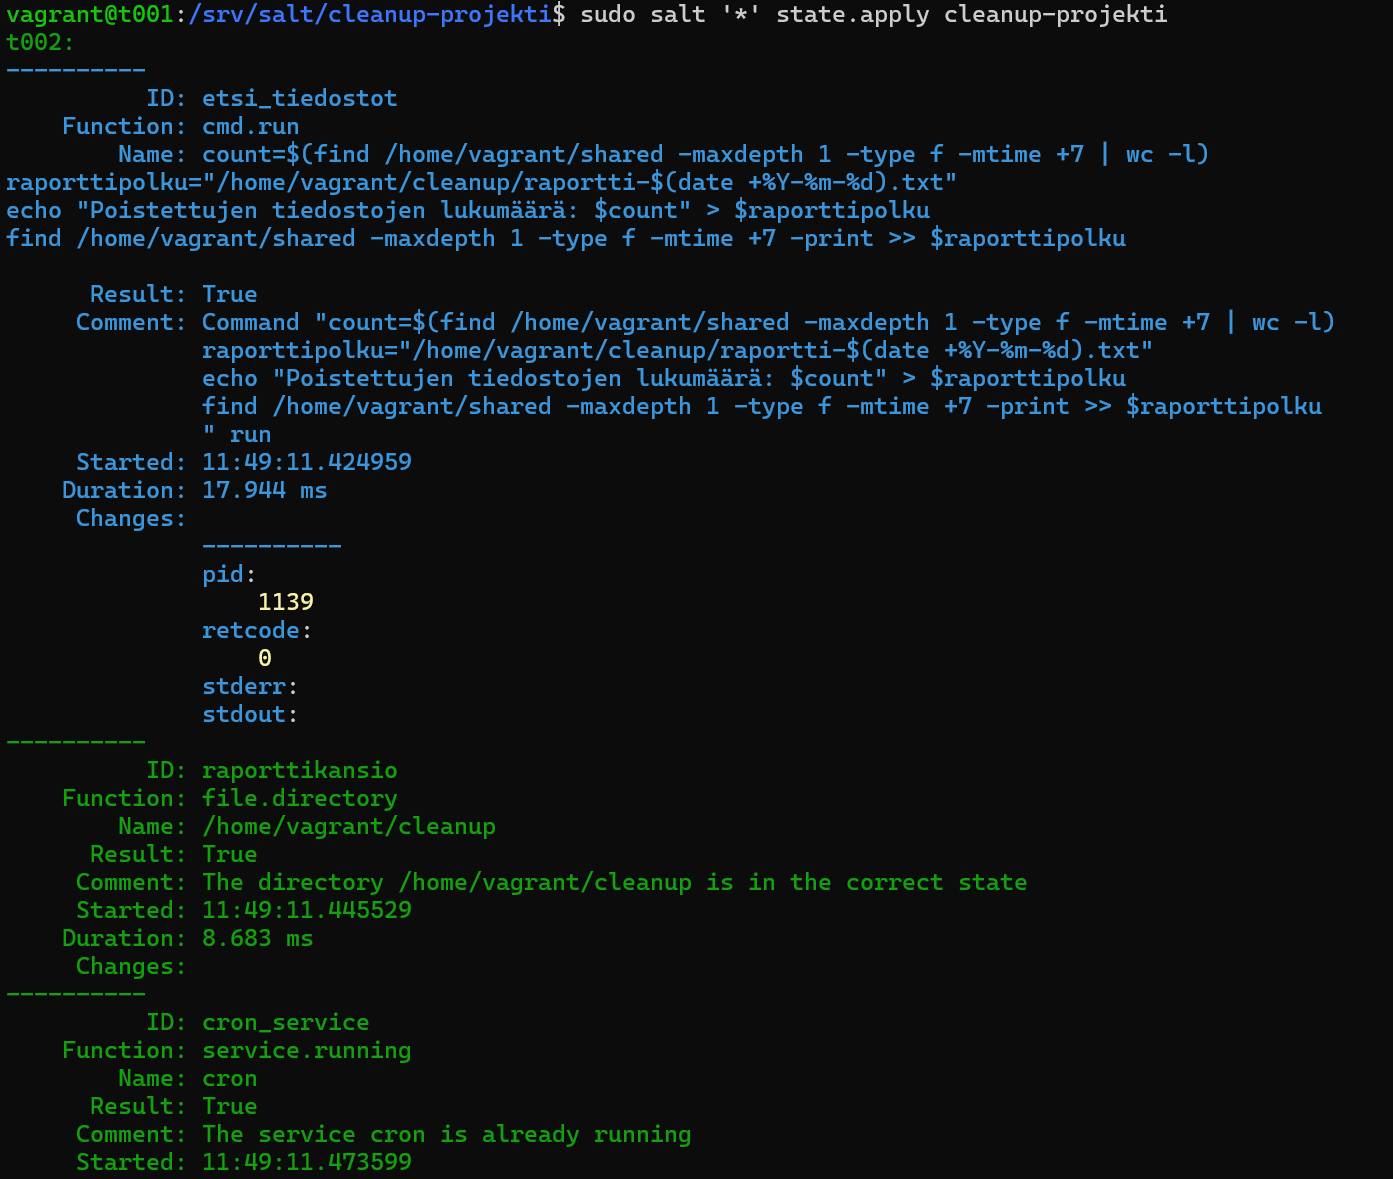 vagrant@t001:/srv/salt/cleanup-projekti$ sudo salt '*' state.apply cleanup-projekti
t002:
----------
          ID: etsi_tiedostot
    Function: cmd.run
        Name: count=$(find /home/vagrant/shared -maxdepth 1 -type f -mtime +7 | wc -l)
raporttipolku="/home/vagrant/cleanup/raportti-$(date +%Y-%m-%d).txt"
echo "Poistettujen tiedostojen lukumäärä: $count" > $raporttipolku
find /home/vagrant/shared -maxdepth 1 -type f -mtime +7 -print >> $raporttipolku

      Result: True
     Comment: Command "count=$(find /home/vagrant/shared -maxdepth 1 -type f -mtime +7 | wc -l)
              raporttipolku="/home/vagrant/cleanup/raportti-$(date +%Y-%m-%d).txt"
              echo "Poistettujen tiedostojen lukumäärä: $count" > $raporttipolku
              find /home/vagrant/shared -maxdepth 1 -type f -mtime +7 -print >> $raporttipolku
              " run
     Started: 11:49:11.424959
    Duration: 17.944 ms
     Changes:
              ----------
              pid:
                  1139
              retcode:
                  0
              stderr:
              stdout:
----------
          ID: raporttikansio
    Function: file.directory
        Name: /home/vagrant/cleanup
      Result: True
     Comment: The directory /home/vagrant/cleanup is in the correct state
     Started: 11:49:11.445529
    Duration: 8.683 ms
     Changes:
----------
          ID: cron_service
    Function: service.running
        Name: cron
      Result: True
     Comment: The service cron is already running
     Started: 11:49:11.473599